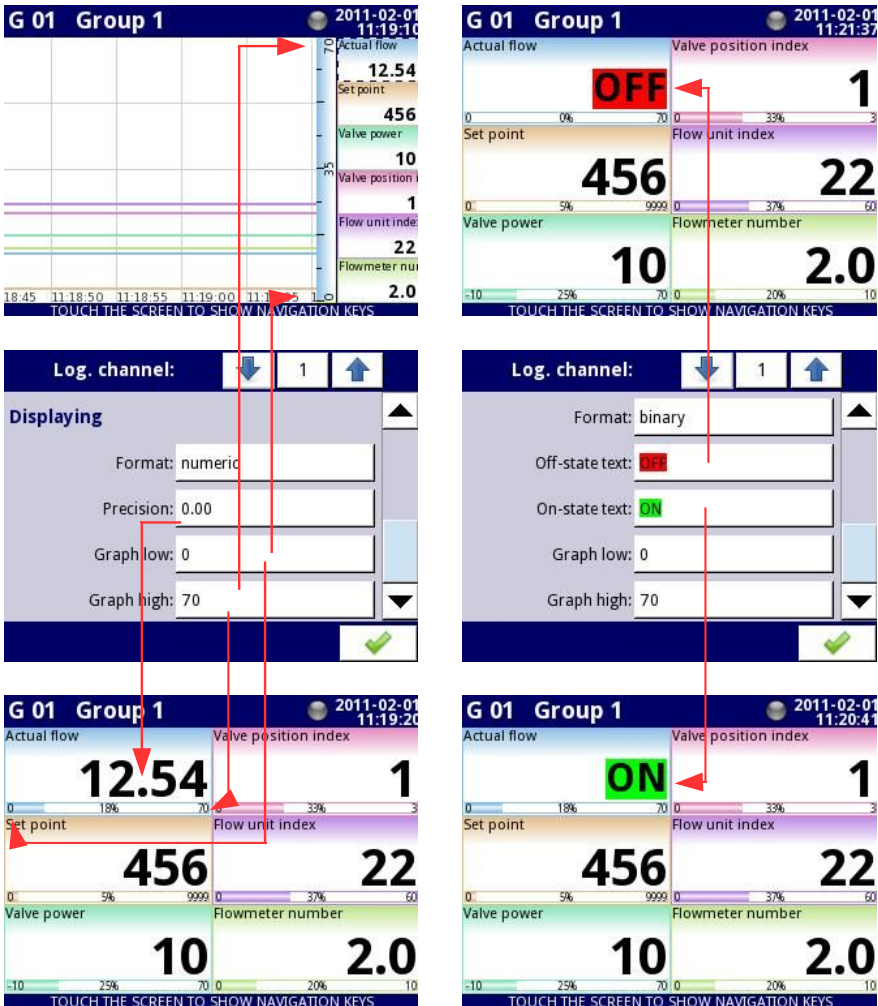 G 01 Group 1
2011-02-01
11:19:10
70
35
0
Actual flow
12.54
Set point
456
Valve power
10
Valve position i
1
Flow unit inde
22
Flowmeter nu
2.0
18:45 11:18:50 11:18:55 11:19:00
TOUCH THE SCREEN TO SHOW NAVIGATION KEYS
G 01 Group 1
2011-02-01
11:21:37
Actual flow Valve position index
OFF 1
0 0% 70 0 33% 3
Set point Flow unit index
456 22
0 5% 9999 0 37% 60
Valve power Flowmeter number
10 2.0
-10 25% 70 0 20% 10
TOUCH THE SCREEN TO SHOW NAVIGATION KEYS
Log. channel: 1
Displaying
Format: numeric
Precision: 0.00
Graph low: 0
Graph high: 70
Log. channel: 1
Format: binary
Off-state text: OFF
On-state text: ON
Graph low: 0
Graph high: 70
G 01 Group 1
2011-02-01
11:19:20
Actual flow Valve position index
12.54 1
0 18% 70 0 33% 3
Set point Flow unit index
456 22
0 5% 9999 0 37% 60
Valve power Flowmeter number
10 2.0
-10 25% 70 0 20% 10
TOUCH THE SCREEN TO SHOW NAVIGATION KEYS
G 01 Group 1
2011-02-01
11:20:41
Actual flow Valve position index
ON 1
0 18% 70 0 33% 3
Set point Flow unit index
456 22
0 5% 9999 0 37% 60
Valve power Flowmeter number
10 2.0
-10 25% 70 0 20% 10
TOUCH THE SCREEN TO SHOW NAVIGATION KEYS